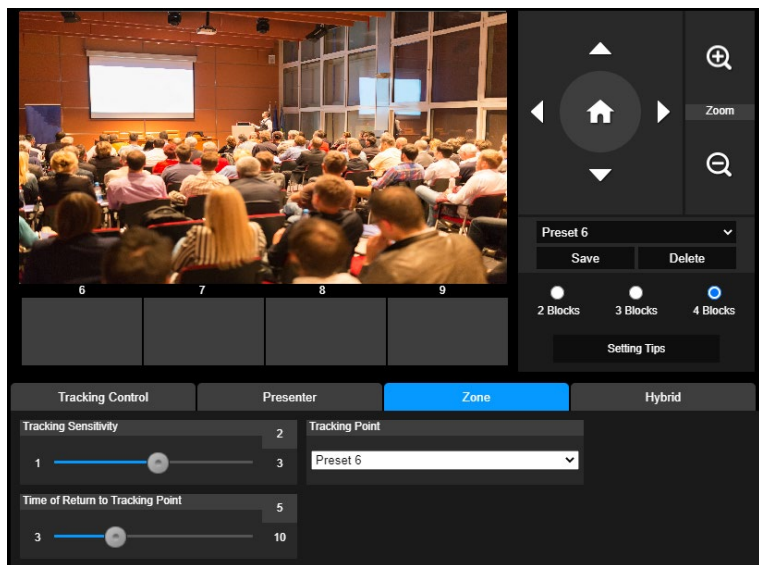 Zoom
Preset 6
Save Delete
6 7 8 9
2 Blocks 3 Blocks 4 Blocks
Setting Tips
Tracking Control Presenter Zone Hybrid
Tracking Sensitivity 2
1 3
Tracking Point
Preset 6
Time of Return to Tracking Point 5
3 10